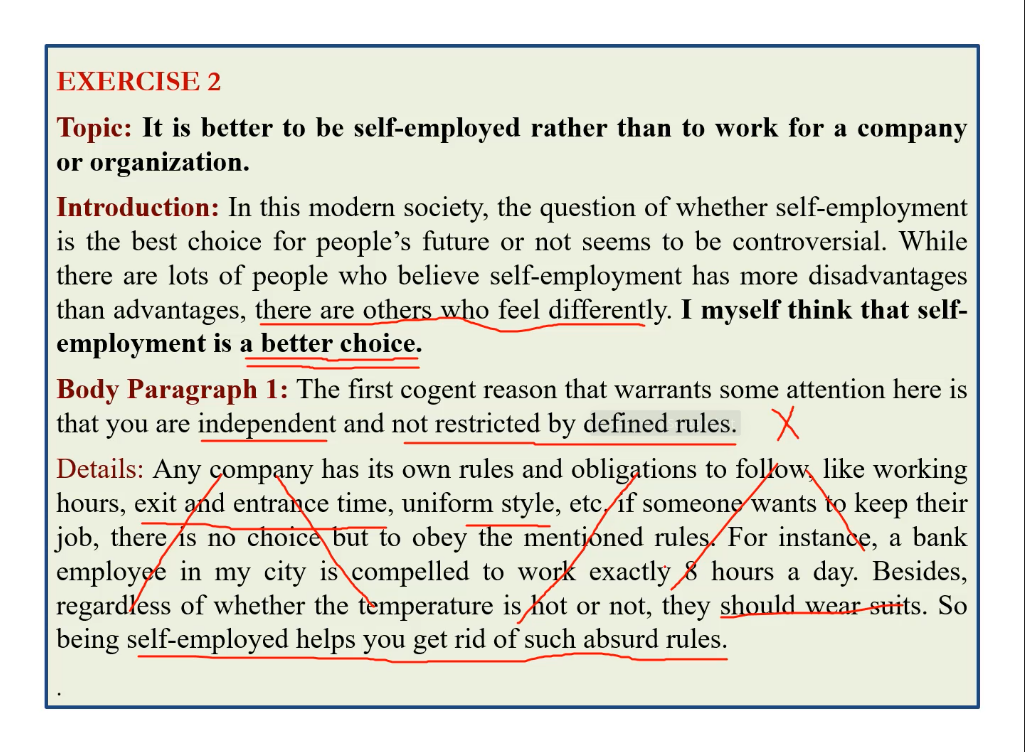 EXERCISE 2
Topic: It is better to be self-employed rather than to work for a company
or organization.
Introduction: In this modern society, the question of whether self-employment
is the best choice for people’s future or not seems to be controversial. While
there are lots of people who believe self-employment has more disadvantages
than advantages, there are others who feel differently. I myself think that self-
employment is a better choice.
Body Paragraph 1: The first cogent reason that warrants some attention here is
that you are independent and not restricted by defined rules.
Details: Any company has its own rules and obligations to follow, like working
hours, exit and entrance time, uniform style, etc, if someone wants to keep their
job, there is no choice but to obey the mentioned rules. For instance, a bank
employee in my city is compelled to work exactly 8 hours a day. Besides,
regardless of whether the temperature is hot or not, they should wear suits. So
being self-employed helps you get rid of such absurd rules.
.